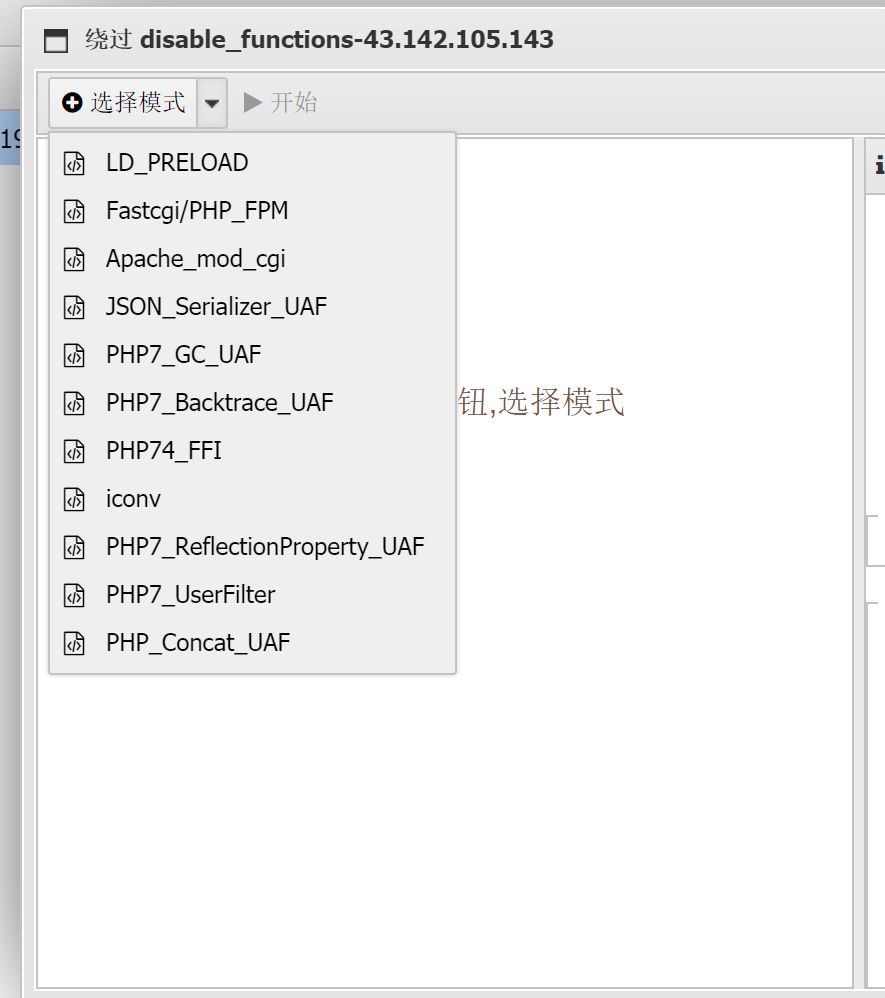 绕过 disable_functions-43.142.105.143
选择模式 开始
19
LD_PRELOAD
Fastcgi/PHP_FPM
Apache_mod_cgi
JSON_Serializer_UAF
PHP7_GC_UAF
PHP7_Backtrace_UAF
钮,选择模式
PHP74_FFI
iconv
PHP7_ReflectionProperty_UAF
PHP7_UserFilter
PHP_Concat_UAF